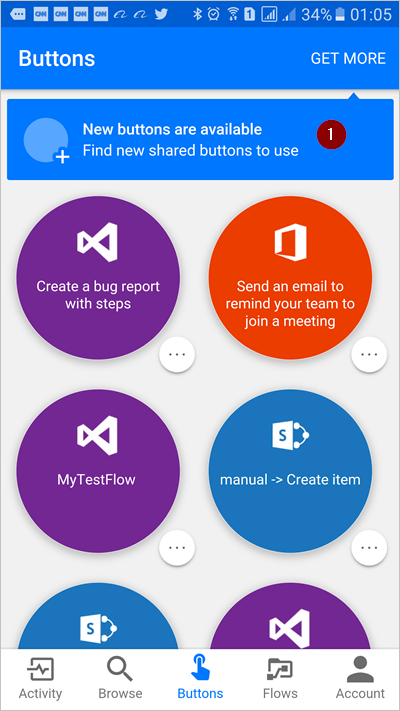 CNN CNN CNN CNN 1 34% 01:05
Buttons GET MORE
New buttons are available
Find new shared buttons to use
1
Create a bug report
with steps
Send an email to
remind your team to
join a meeting
MyTestFlow
manual -> Create item
S
S
Activity Browse Buttons Flows Account